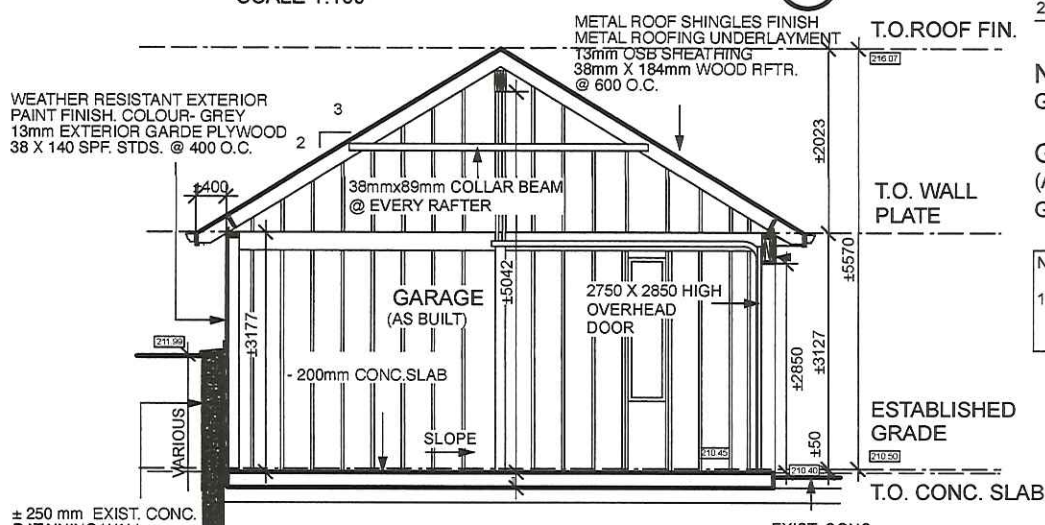 SCALE 1:100
METAL ROOF SHINGLES FINISH
METAL ROOFING UNDERLAYMENT
13mm OSB SHEATHING
38mm X 184mm WOOD RFTR.
@ 600 O.C.
T.O.ROOF FIN.
216.07
WEATHER RESISTANT EXTERIOR
PAINT FINISH. COLOUR- GREY
13mm EXTERIOR GARDE PLYWOOD
38 X 140 SPF. STDS. @ 400 O.C.
3
2
±400
38mmx89mm COLLAR BEAM
@ EVERY RAFTER
±2023
T.O. WALL
PLATE
±5570
±5042
GARAGE
(AS BUILT)
2750 X 2850 HIGH
OVERHEAD
DOOR
±3177
±2850
±3127
211.99
- 200mm CONC.SLAB
VARIOUS
SLOPE
±50
ESTABLISHED
GRADE
210.45
210.40
210.50
T.O. CONC. SLAB
± 250 mm EXIST. CONC.
EXIST. CONC.